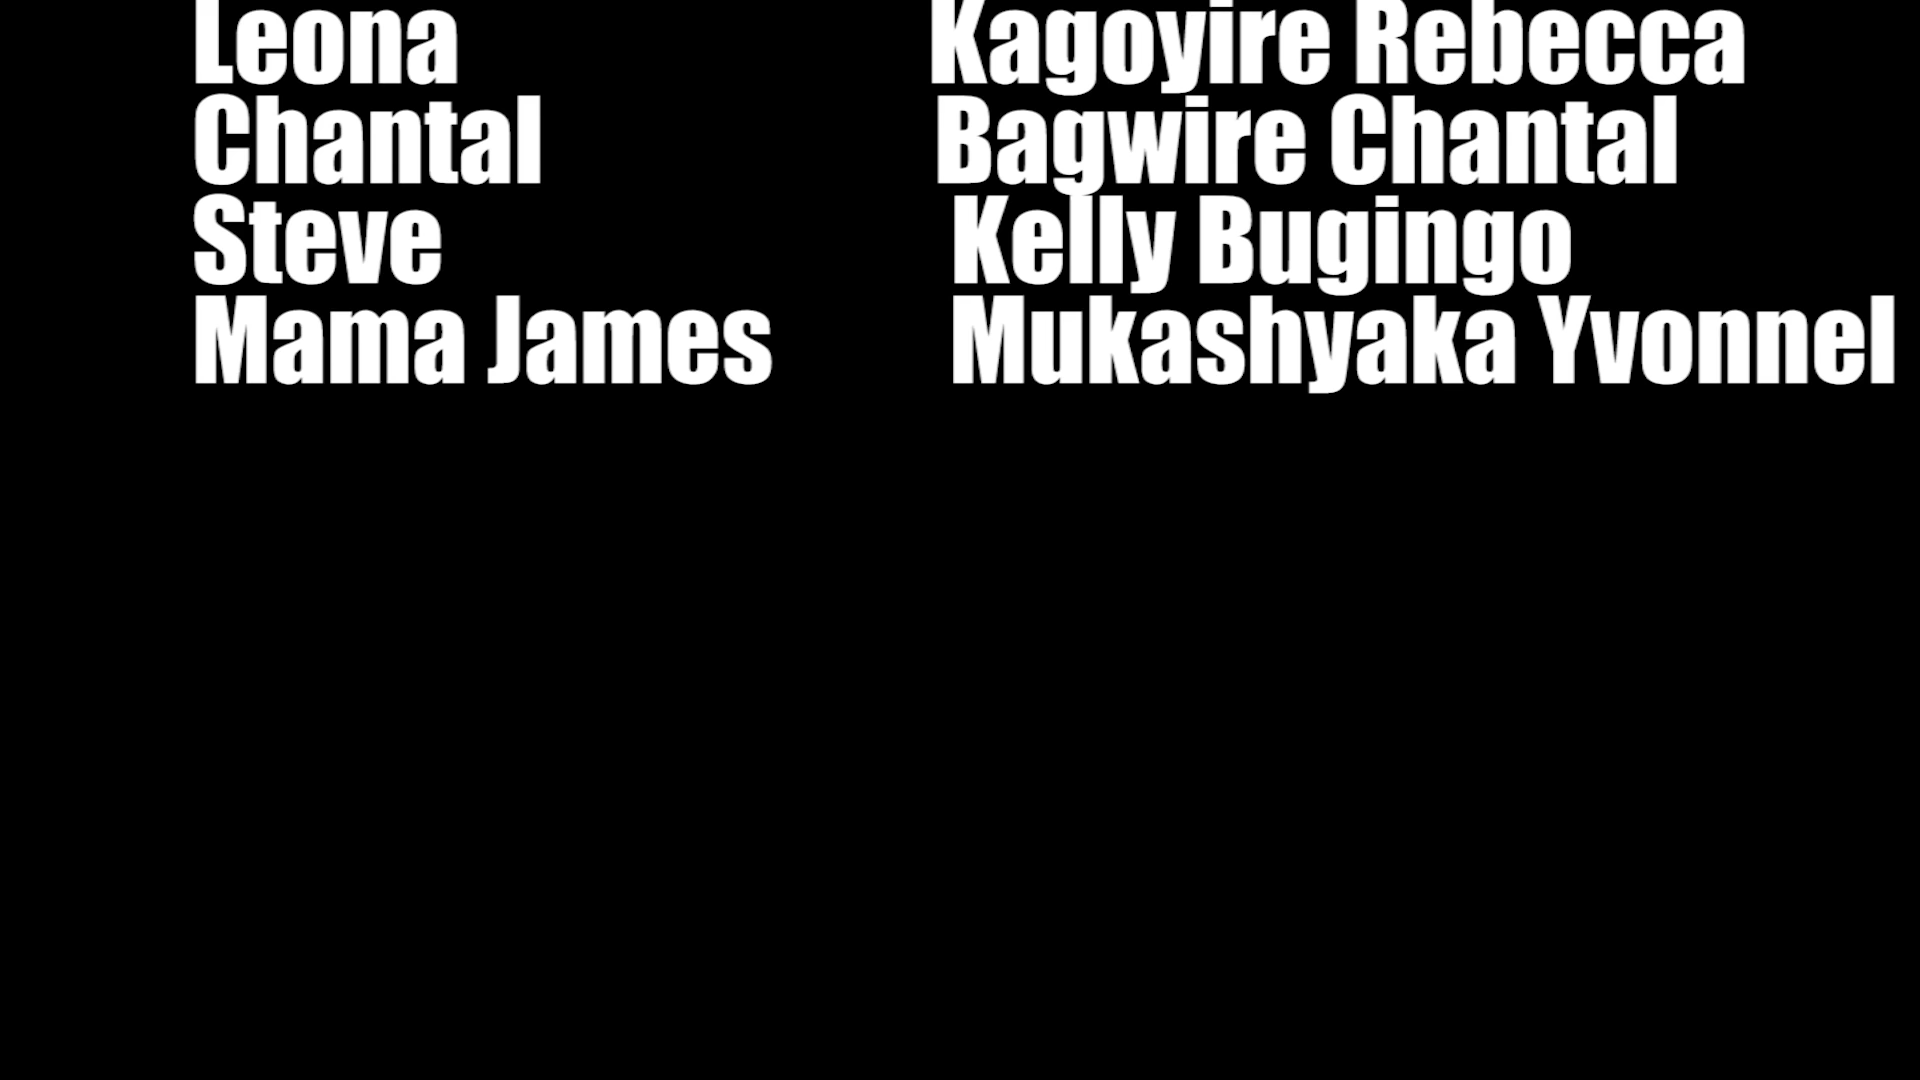 Leona Kagoyire Rebecca
Chantal Bagwire Chantal
Steve Kelly Bugingo
Mama James Mukashyaka Yvonnel